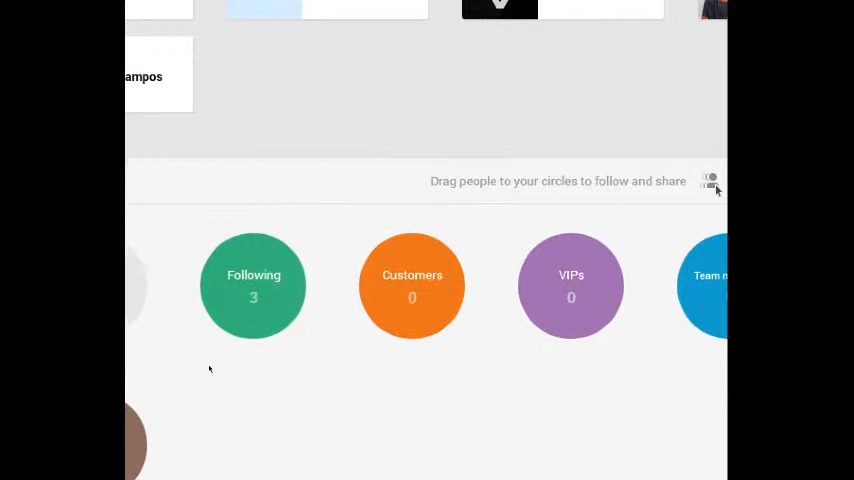 ampos
Drag people to your circles to follow and share
Following
3
Customers
0
VIPs
0
Team